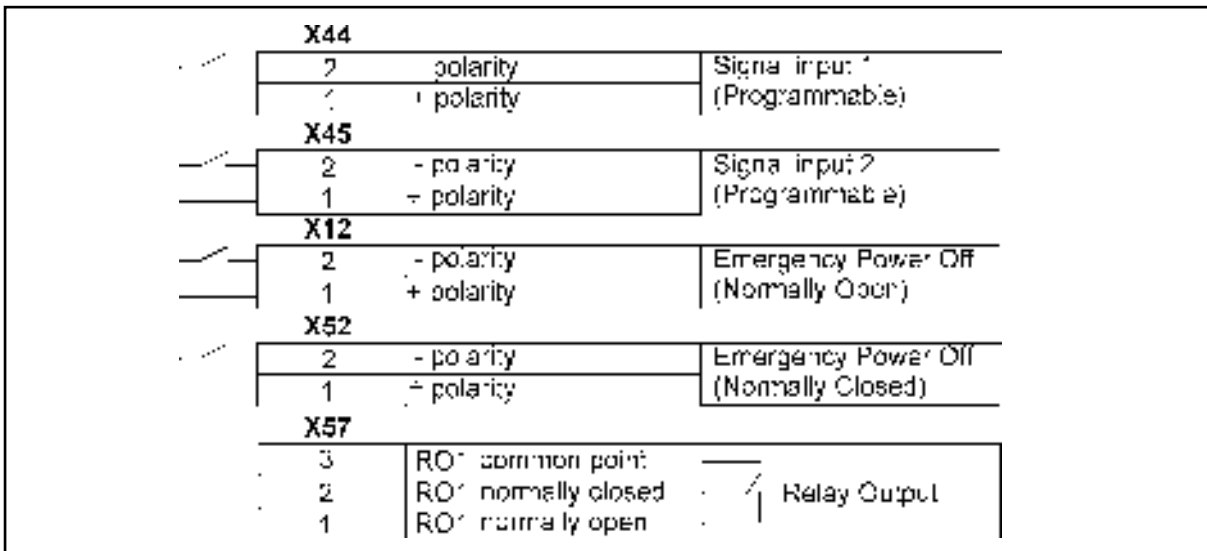 X44
2 polarity Signal input 1
1 + polarity (Programmable)
X45
2 - polarity Signal input 2
1 + polarity (Programmable)
X12
2 - polarity Emergency Power Off
1 + polarity (Normally Open)
X52
2 - polarity Emergency Power Off
1 + polarity (Normally Closed)
X57
3 RO1 common point
2 RO1 normally closed Relay Output
1 RO1 normally open